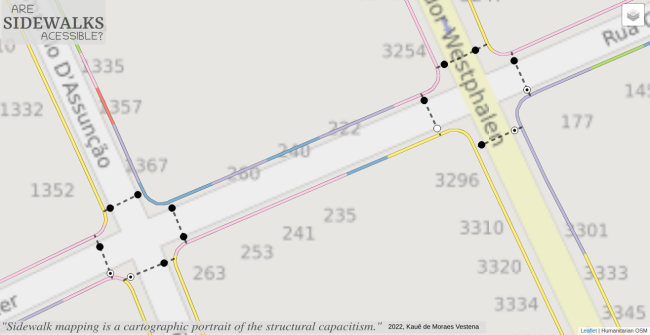 ARE
SIDEWALKS
ACESSIBLE?
3254
Westphalen
Rua
1335
1357
1332
D'Assunção
1367
222
240
260
177
1352
3296
235
241
253
263
3310
3301
3320
3333
3334
3345
"Sidewalk mapping is a cartographic portrait of the structural capacitism."
2022, Kauê de Moraes Vestena
Leaflet | Humanitarian OSM